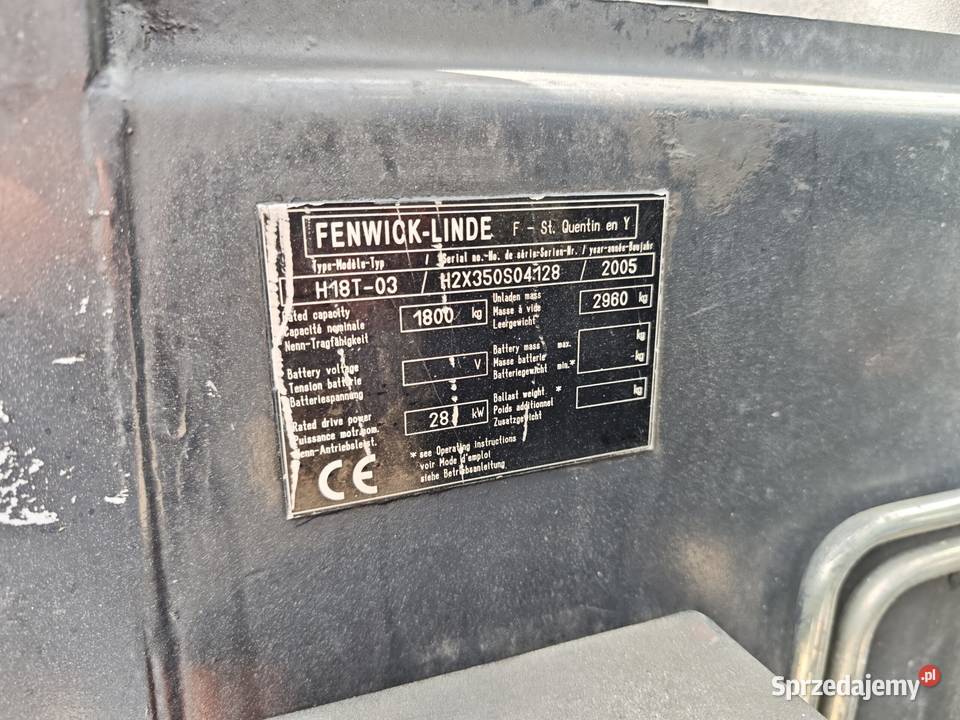 FENWICK-LINDE F - St. Quentin en Y
Type-Modèle-Typ / Serial no.-No. de série-Serien-Nr. / year-année-Baujahr
H18T-03 / H2X350S04128 / 2005
Rated capacity
Capacité nominale
Nenn-Tragfähigkeit
1800 kg
Unladen mass
Masse à vide
Leergewicht
2960 kg
Battery voltage
Tension batterie
Batteriespannung
V
Battery mass max.
Masse batterie
Batteriegewicht min.*
kg
-kg
Rated drive power
Puissance motr.nom.
Nenn-Antriebsleist.
28 kW
Ballast weight. *
Poids additionnel
Zusatzgewicht
kg
* see Operating Instructions
voir Mode d'emploi
siehe Betriebsanleitung
CE
Sprzedajemy.pl